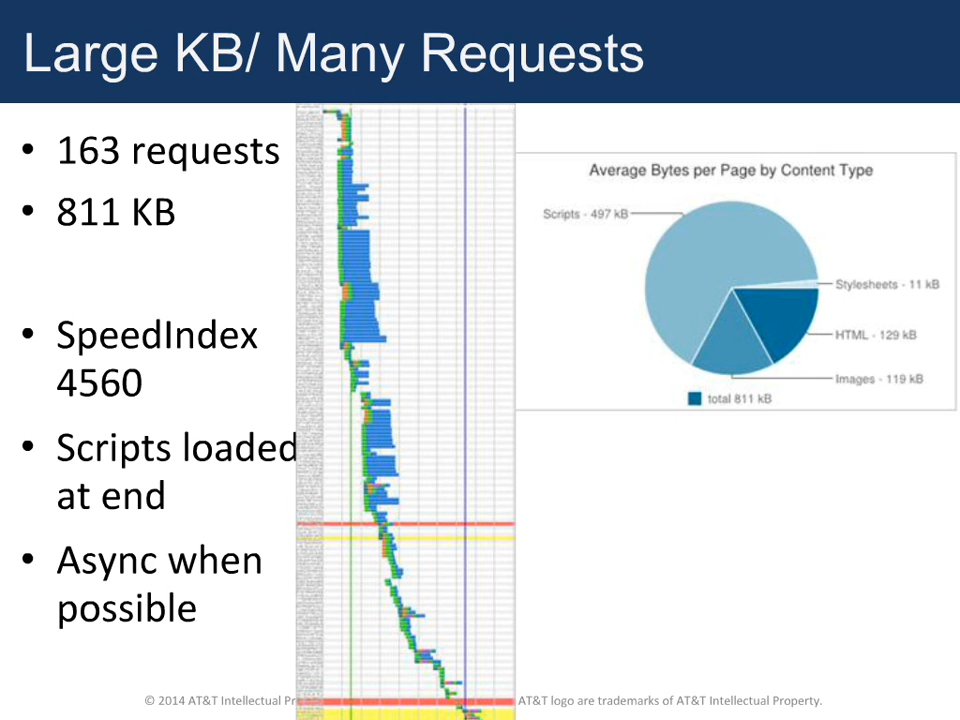 Large KB/ Many Requests
• 163 requests
• 811 KB
• SpeedIndex
4560
• Scripts loaded
at end
• Async when
possible
Average Bytes per Page by Content Type
Scripts - 497 kB
Stylesheets - 11 kB
HTML - 129 kB
Images - 119 kB
total 811 kB
© 2014 AT&T Intellectual Pr AT&T logo are trademarks of AT&T Intellectual Property.